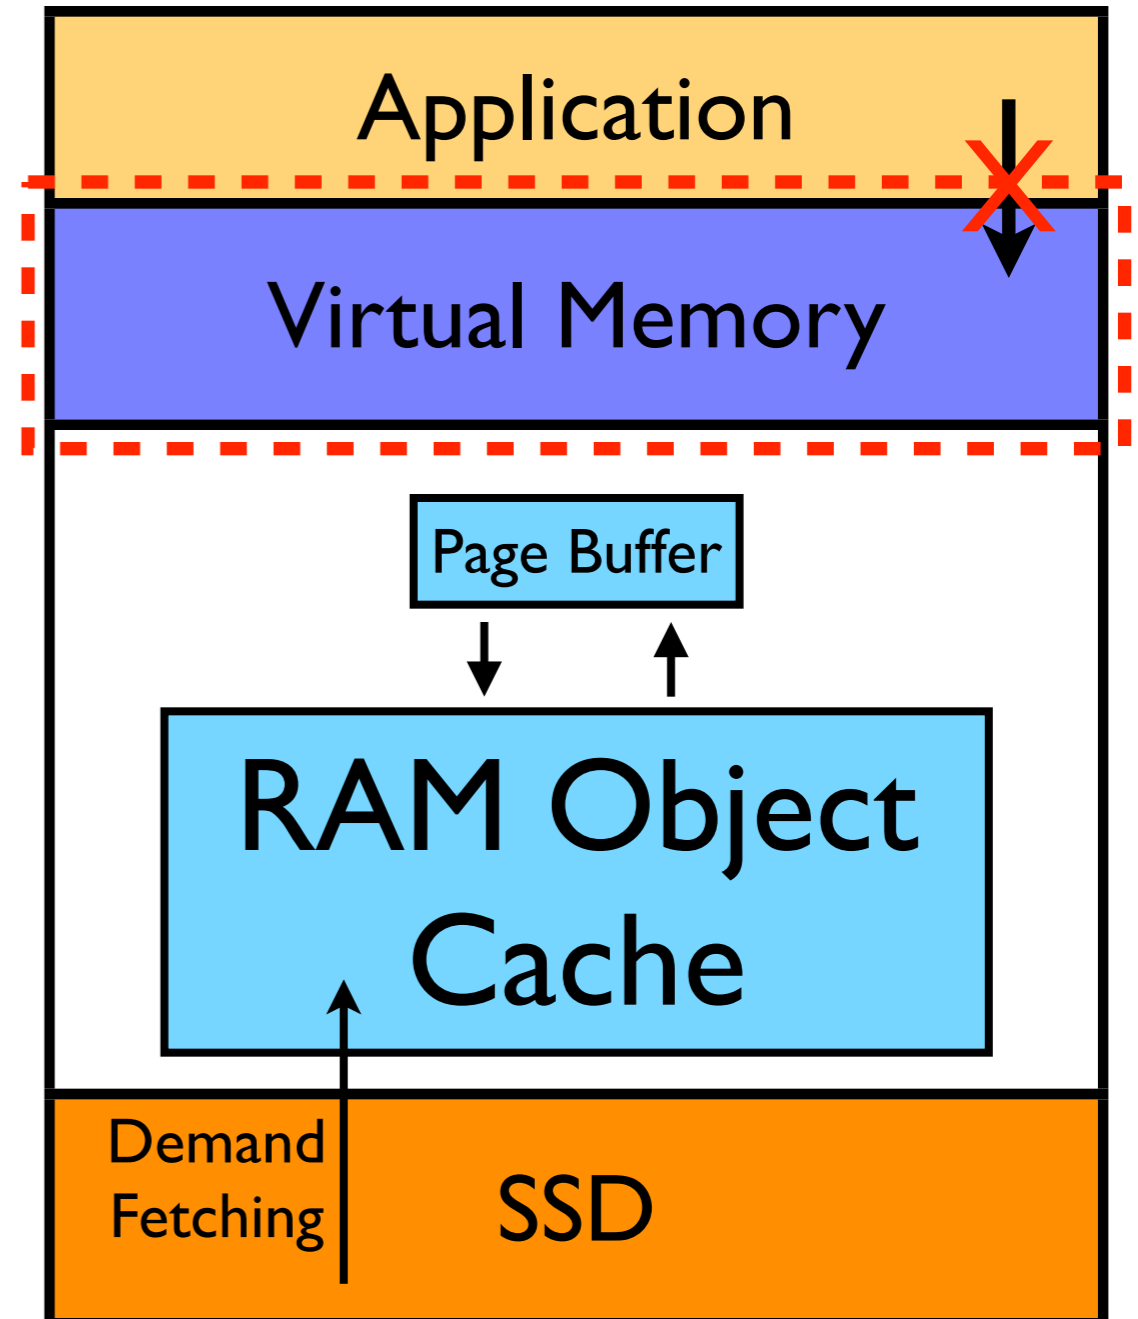 Application
X
Virtual Memory
Page Buffer
RAM Object
Cache
Demand
Fetching
SSD